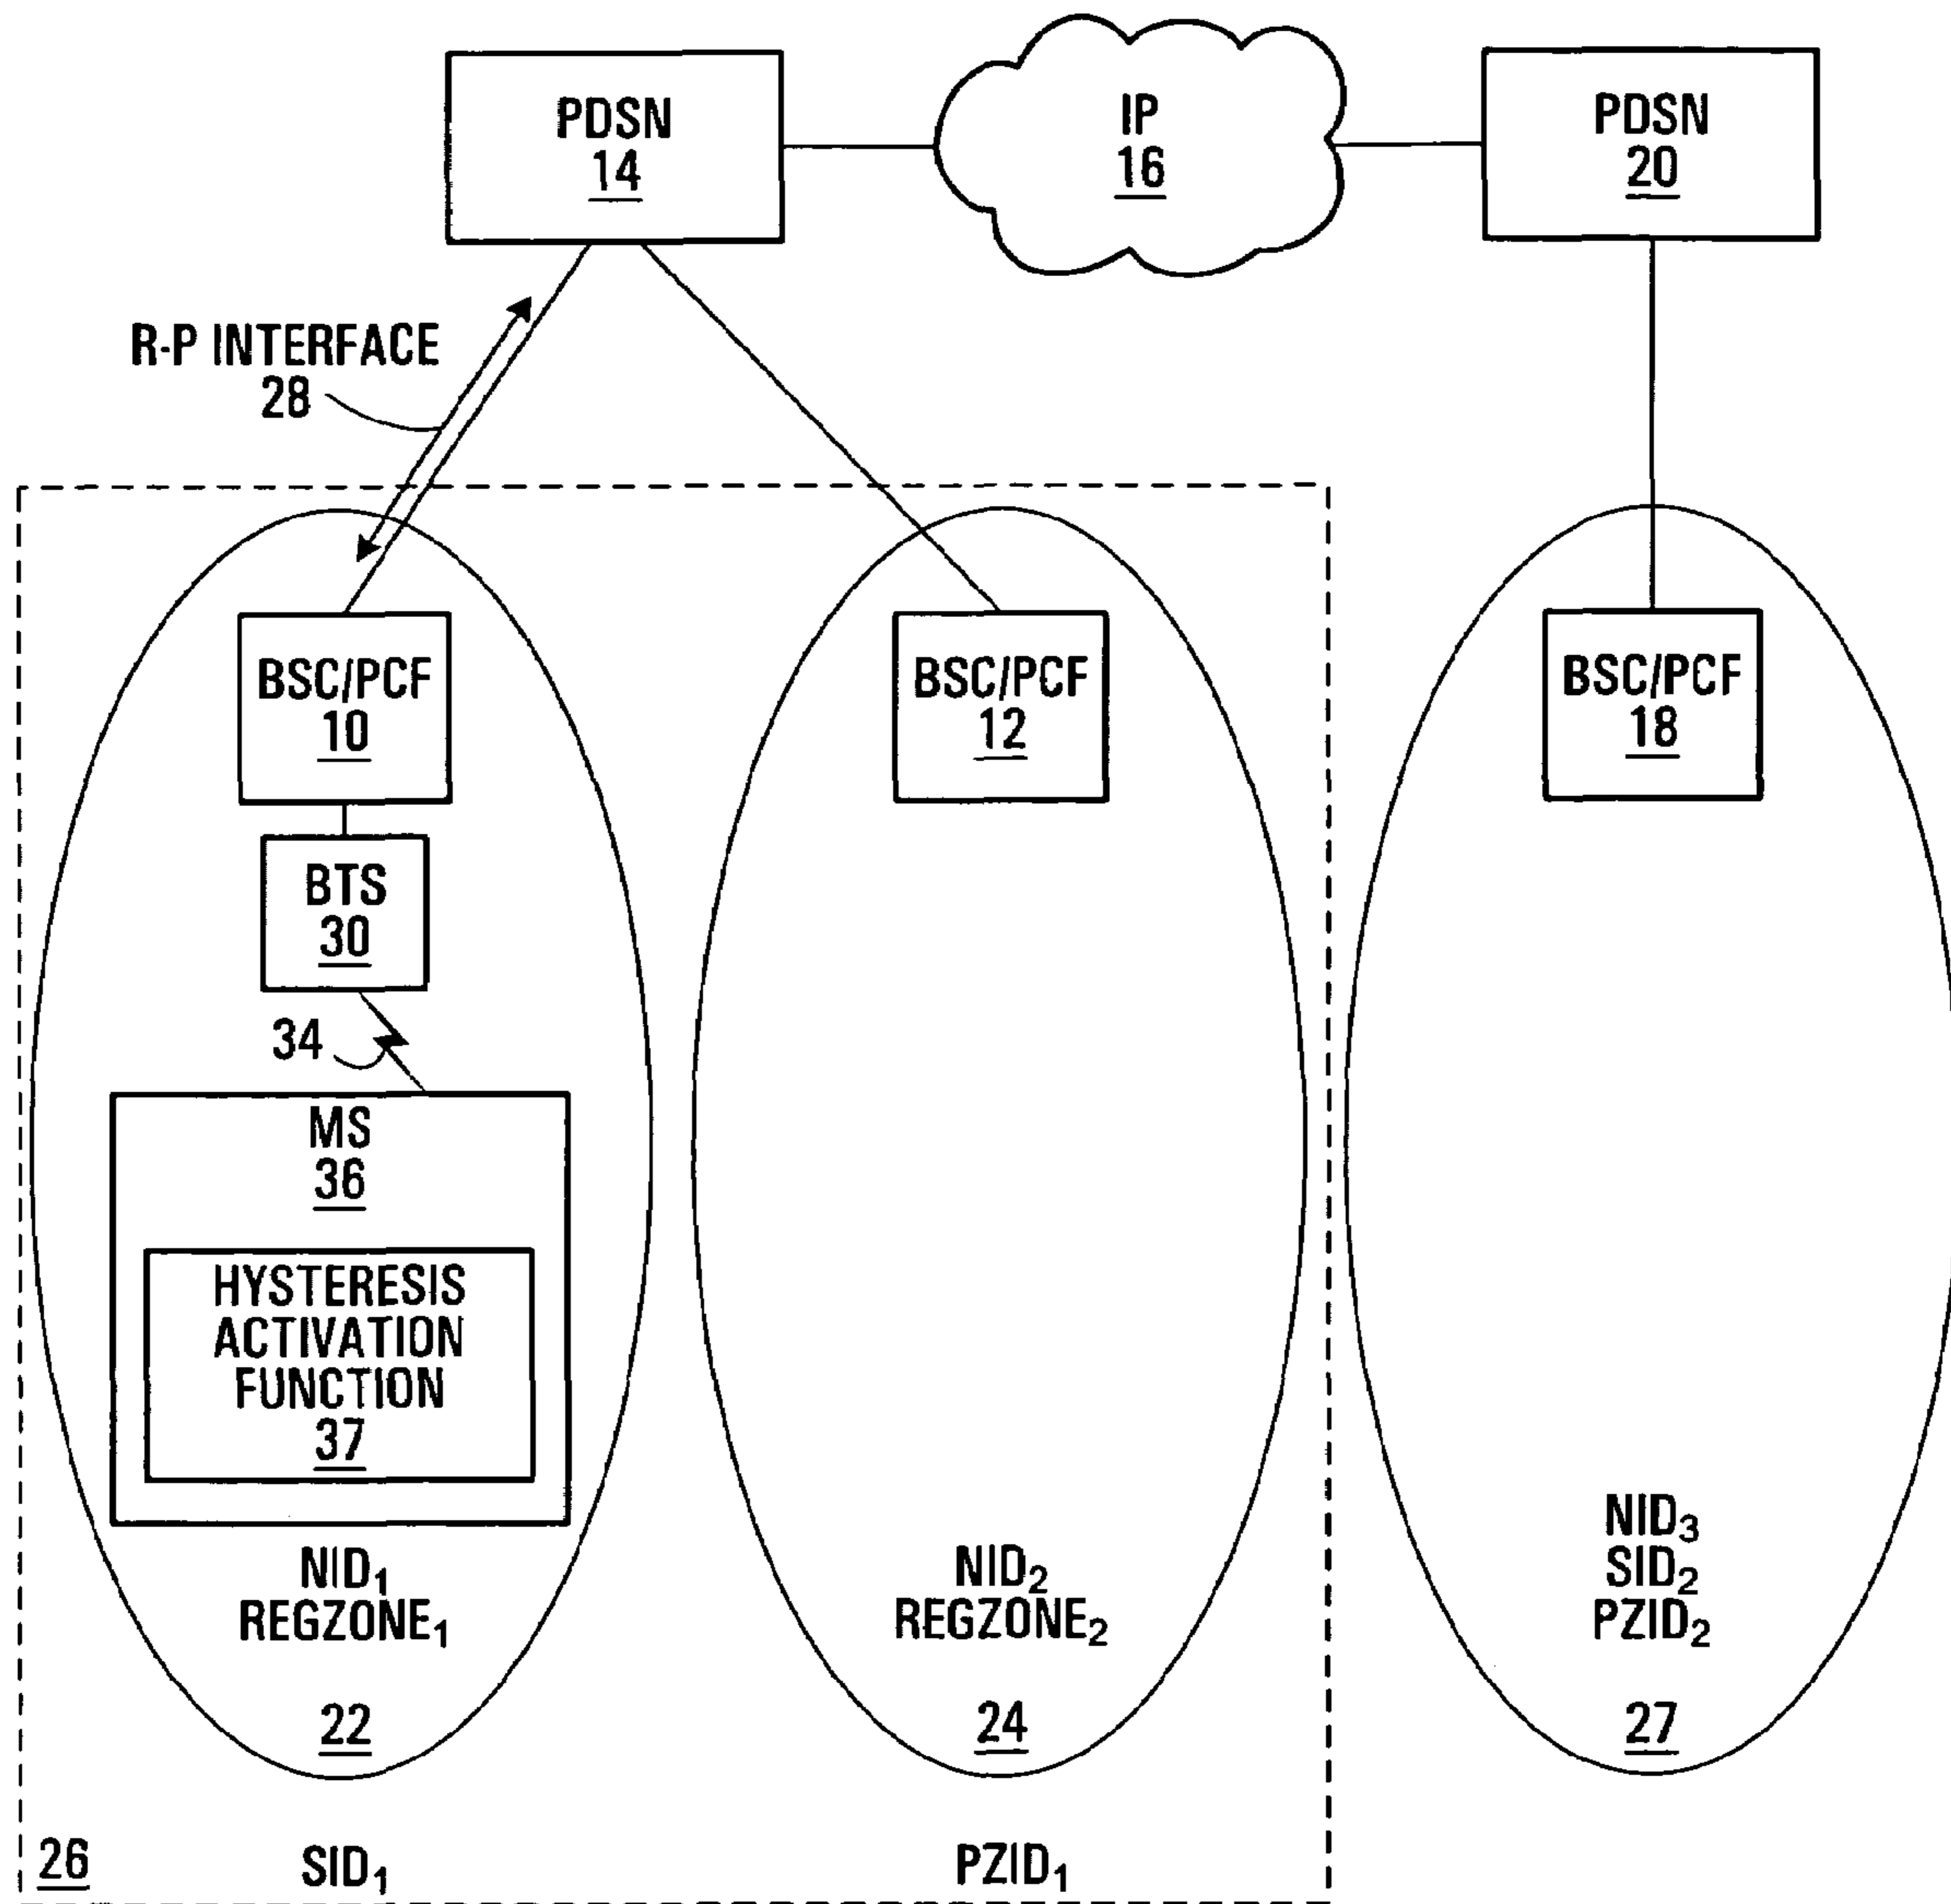 PDSN
14
IP
16
PDSN
20
R-P INTERFACE
28
BSC/PCF
10
BSC/PCF
12
BSC/PCF
18
BTS
30
34
MS
36
HYSTERESIS
ACTIVATION
FUNCTION
37
NID₁
REGZONE₁
22
NID₂
REGZONE₂
24
NID₃
SID₂
PZID₂
27
26
SID₁
PZID₁